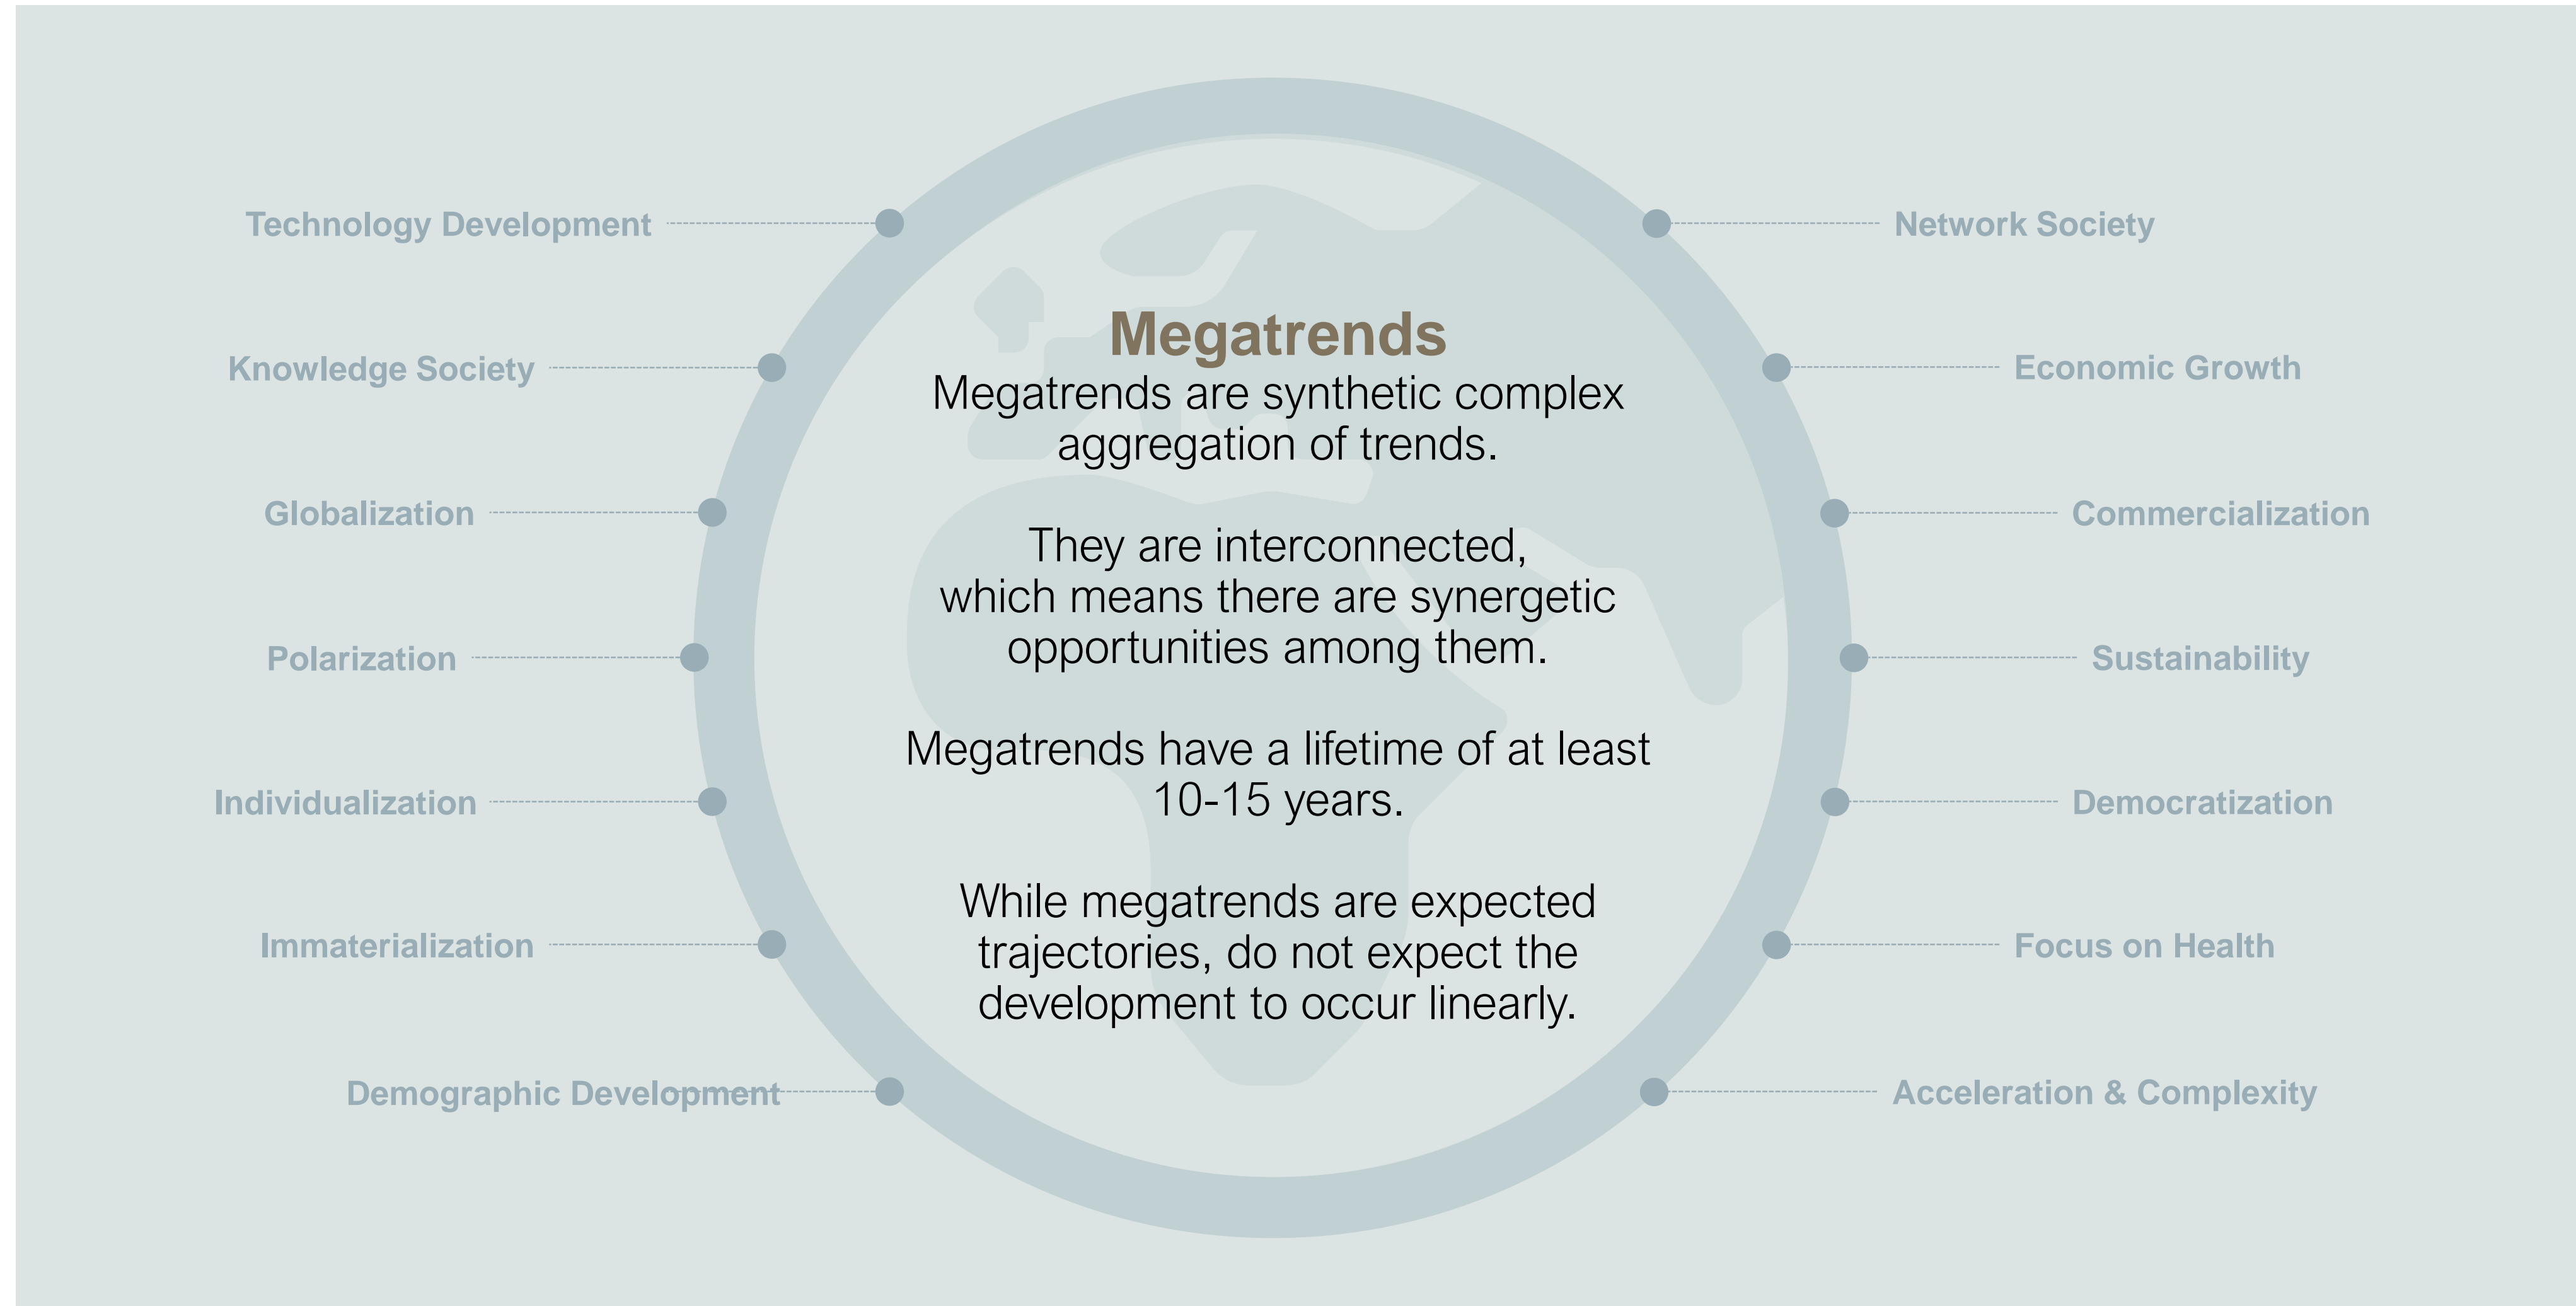 Technology Development
Knowledge Society
Globalization
Polarization
Individualization
Immaterialization
Demographic Development
Megatrends
Megatrends are synthetic complex
aggregation of trends.
They are interconnected,
which means there are synergetic
opportunities among them.
Megatrends have a lifetime of at least
10-15 years.
While megatrends are expected
trajectories, do not expect the
development to occur linearly.
Network Society
Economic Growth
Commercialization
Sustainability
Democratization
Focus on Health
Acceleration & Complexity